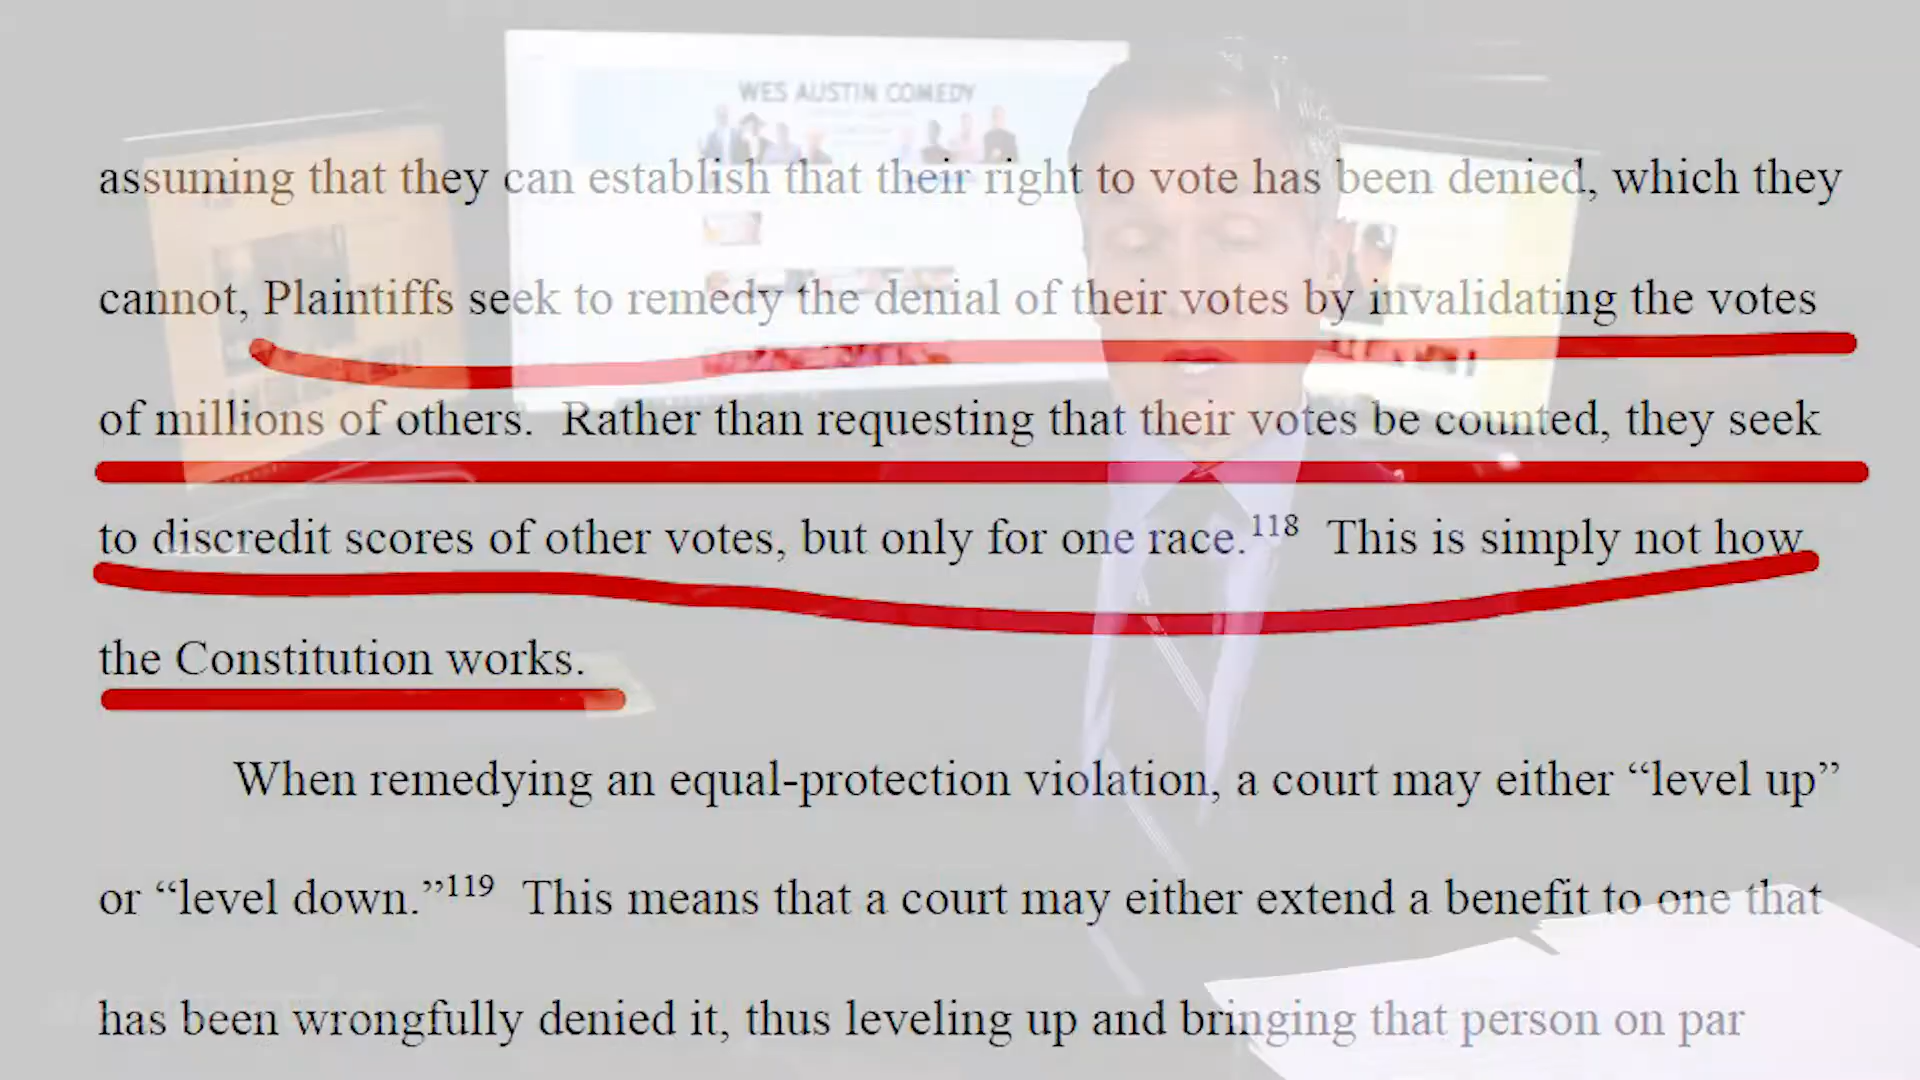 WES AUSTIN COMEDY
assuming that they can establish that their right to vote has been denied, which they
cannot, Plaintiffs seek to remedy the denial of their votes by invalidating the votes
of millions of others.  Rather than requesting that their votes be counted, they seek
to discredit scores of other votes, but only for one race.118  This is simply not how
the Constitution works.
When remedying an equal-protection violation, a court may either “level up”
or “level down.”119  This means that a court may either extend a benefit to one that
has been wrongfully denied it, thus leveling up and bringing that person on par